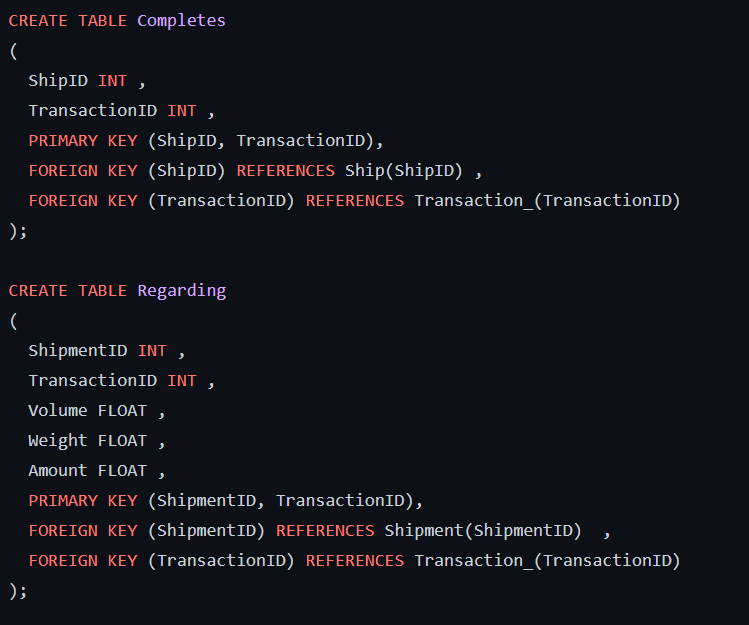 CREATE TABLE Completes
(
  ShipID INT ,
  TransactionID INT ,
  PRIMARY KEY (ShipID, TransactionID),
  FOREIGN KEY (ShipID) REFERENCES Ship(ShipID) ,
  FOREIGN KEY (TransactionID) REFERENCES Transaction_(TransactionID)
);

CREATE TABLE Regarding
(
  ShipmentID INT ,
  TransactionID INT ,
  Volume FLOAT ,
  Weight FLOAT ,
  Amount FLOAT ,
  PRIMARY KEY (ShipmentID, TransactionID),
  FOREIGN KEY (ShipmentID) REFERENCES Shipment(ShipmentID)  ,
  FOREIGN KEY (TransactionID) REFERENCES Transaction_(TransactionID)
);